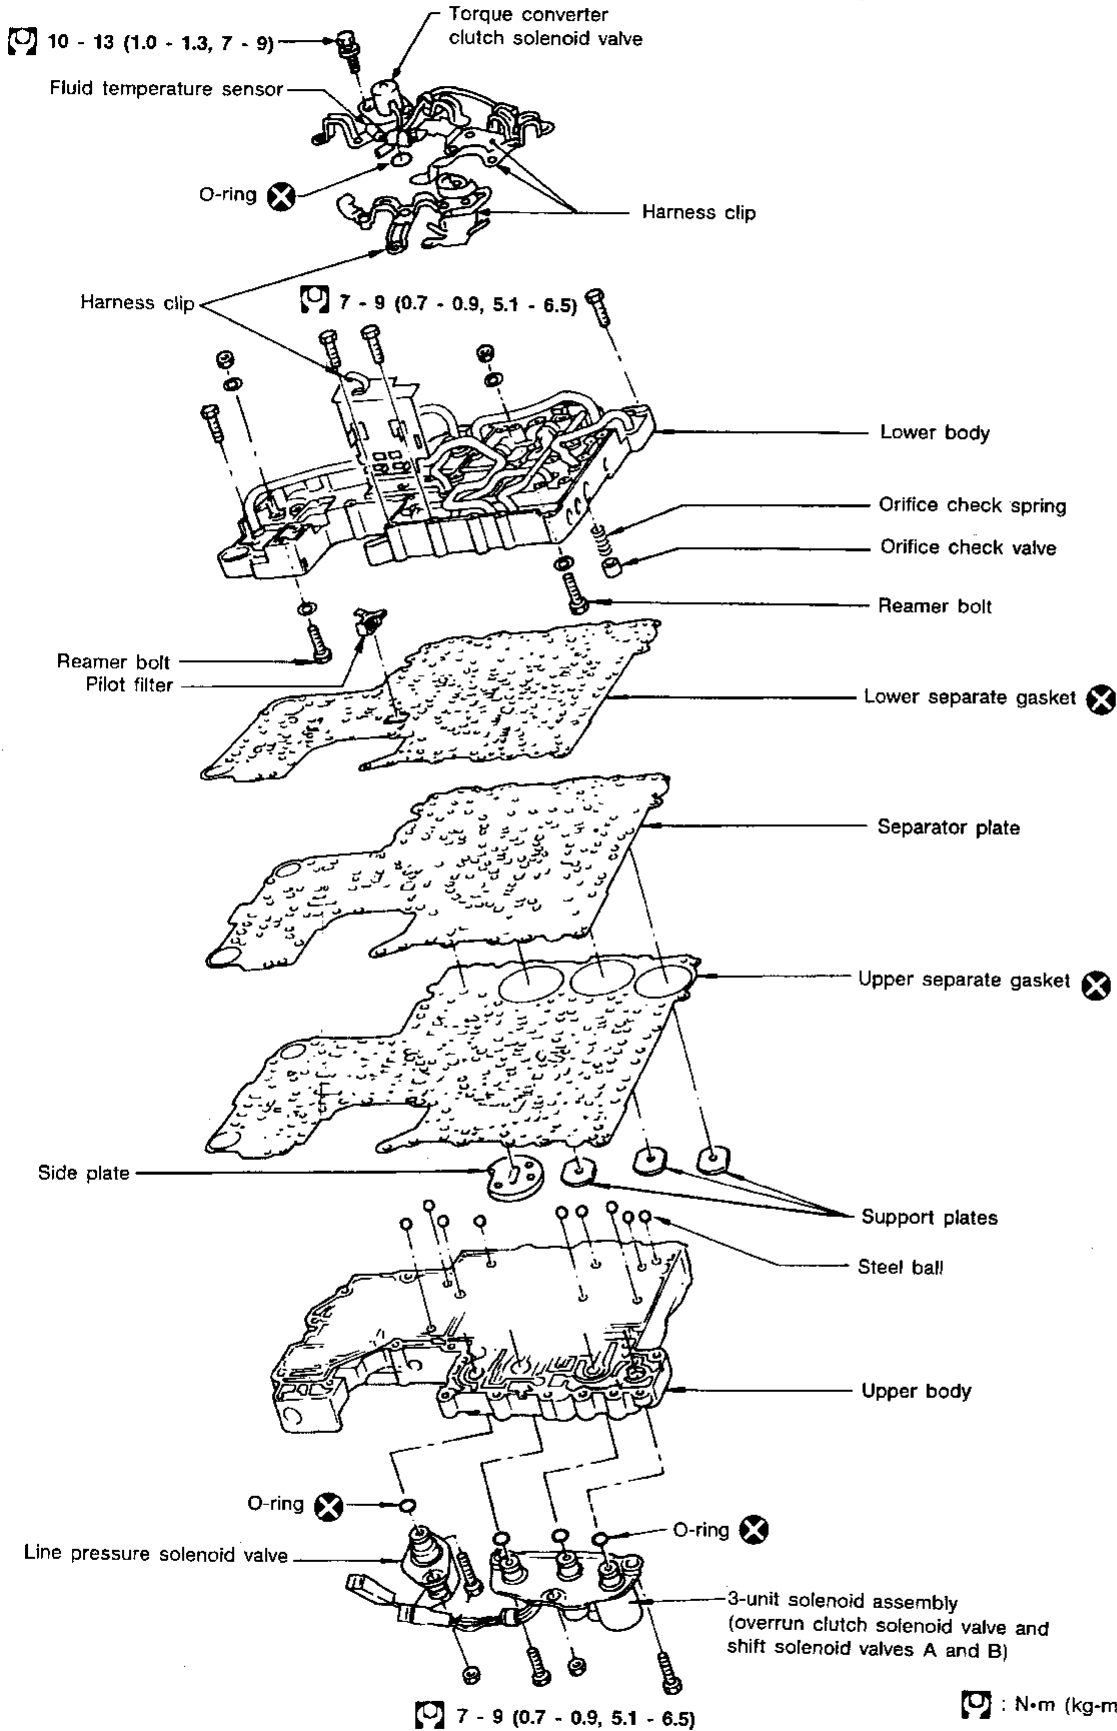 Torque converter
clutch solenoid valve
10 - 13 (1.0 - 1.3, 7 - 9)
Fluid temperature sensor
O-ring
Harness clip
Harness clip
7 - 9 (0.7 - 0.9, 5.1 - 6.5)
Lower body
Orifice check spring
Orifice check valve
Reamer bolt
Reamer bolt
Pilot filter
Lower separate gasket
Separator plate
Upper separate gasket
Side plate
Support plates
Steel ball
Upper body
O-ring
O-ring
Line pressure solenoid valve
3-unit solenoid assembly
(overrun clutch solenoid valve and
shift solenoid valves A and B)
7 - 9 (0.7 - 0.9, 5.1 - 6.5)
: N•m (kg-m